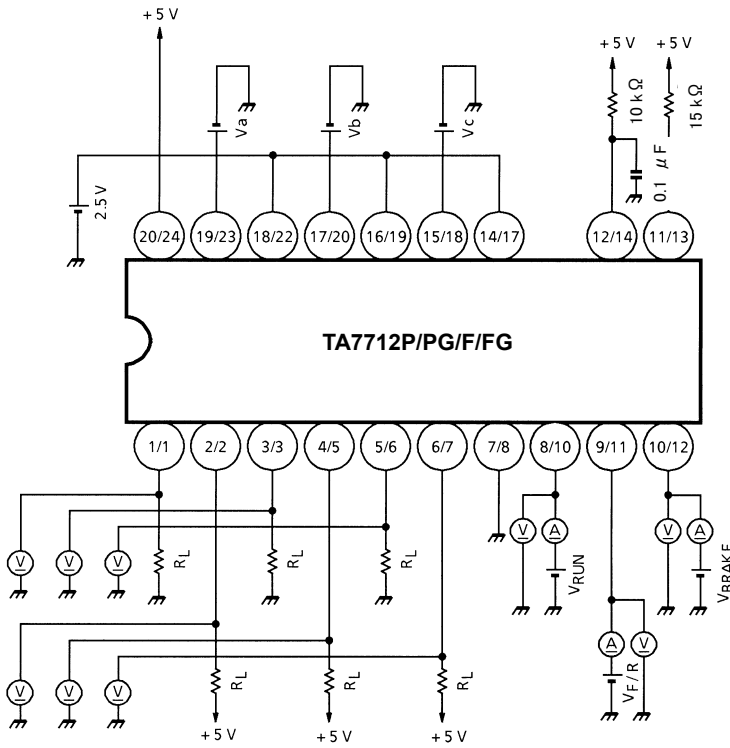 +5 V
+5 V
+5 V
Va
Vb
Vc
10 kΩ
15 kΩ
0.1 μF
2.5 V
20/24
19/23
18/22
17/20
16/19
15/18
14/17
12/14
11/13
TA7712P/PG/F/FG
1/1
2/2
3/3
4/5
5/6
6/7
7/8
8/10
9/11
10/12
V
V
V
RL
RL
RL
V
A
VRUN
V
A
VBRAKE
V
V
V
RL
RL
RL
A
V
VF/R
+5 V
+5 V
+5 V